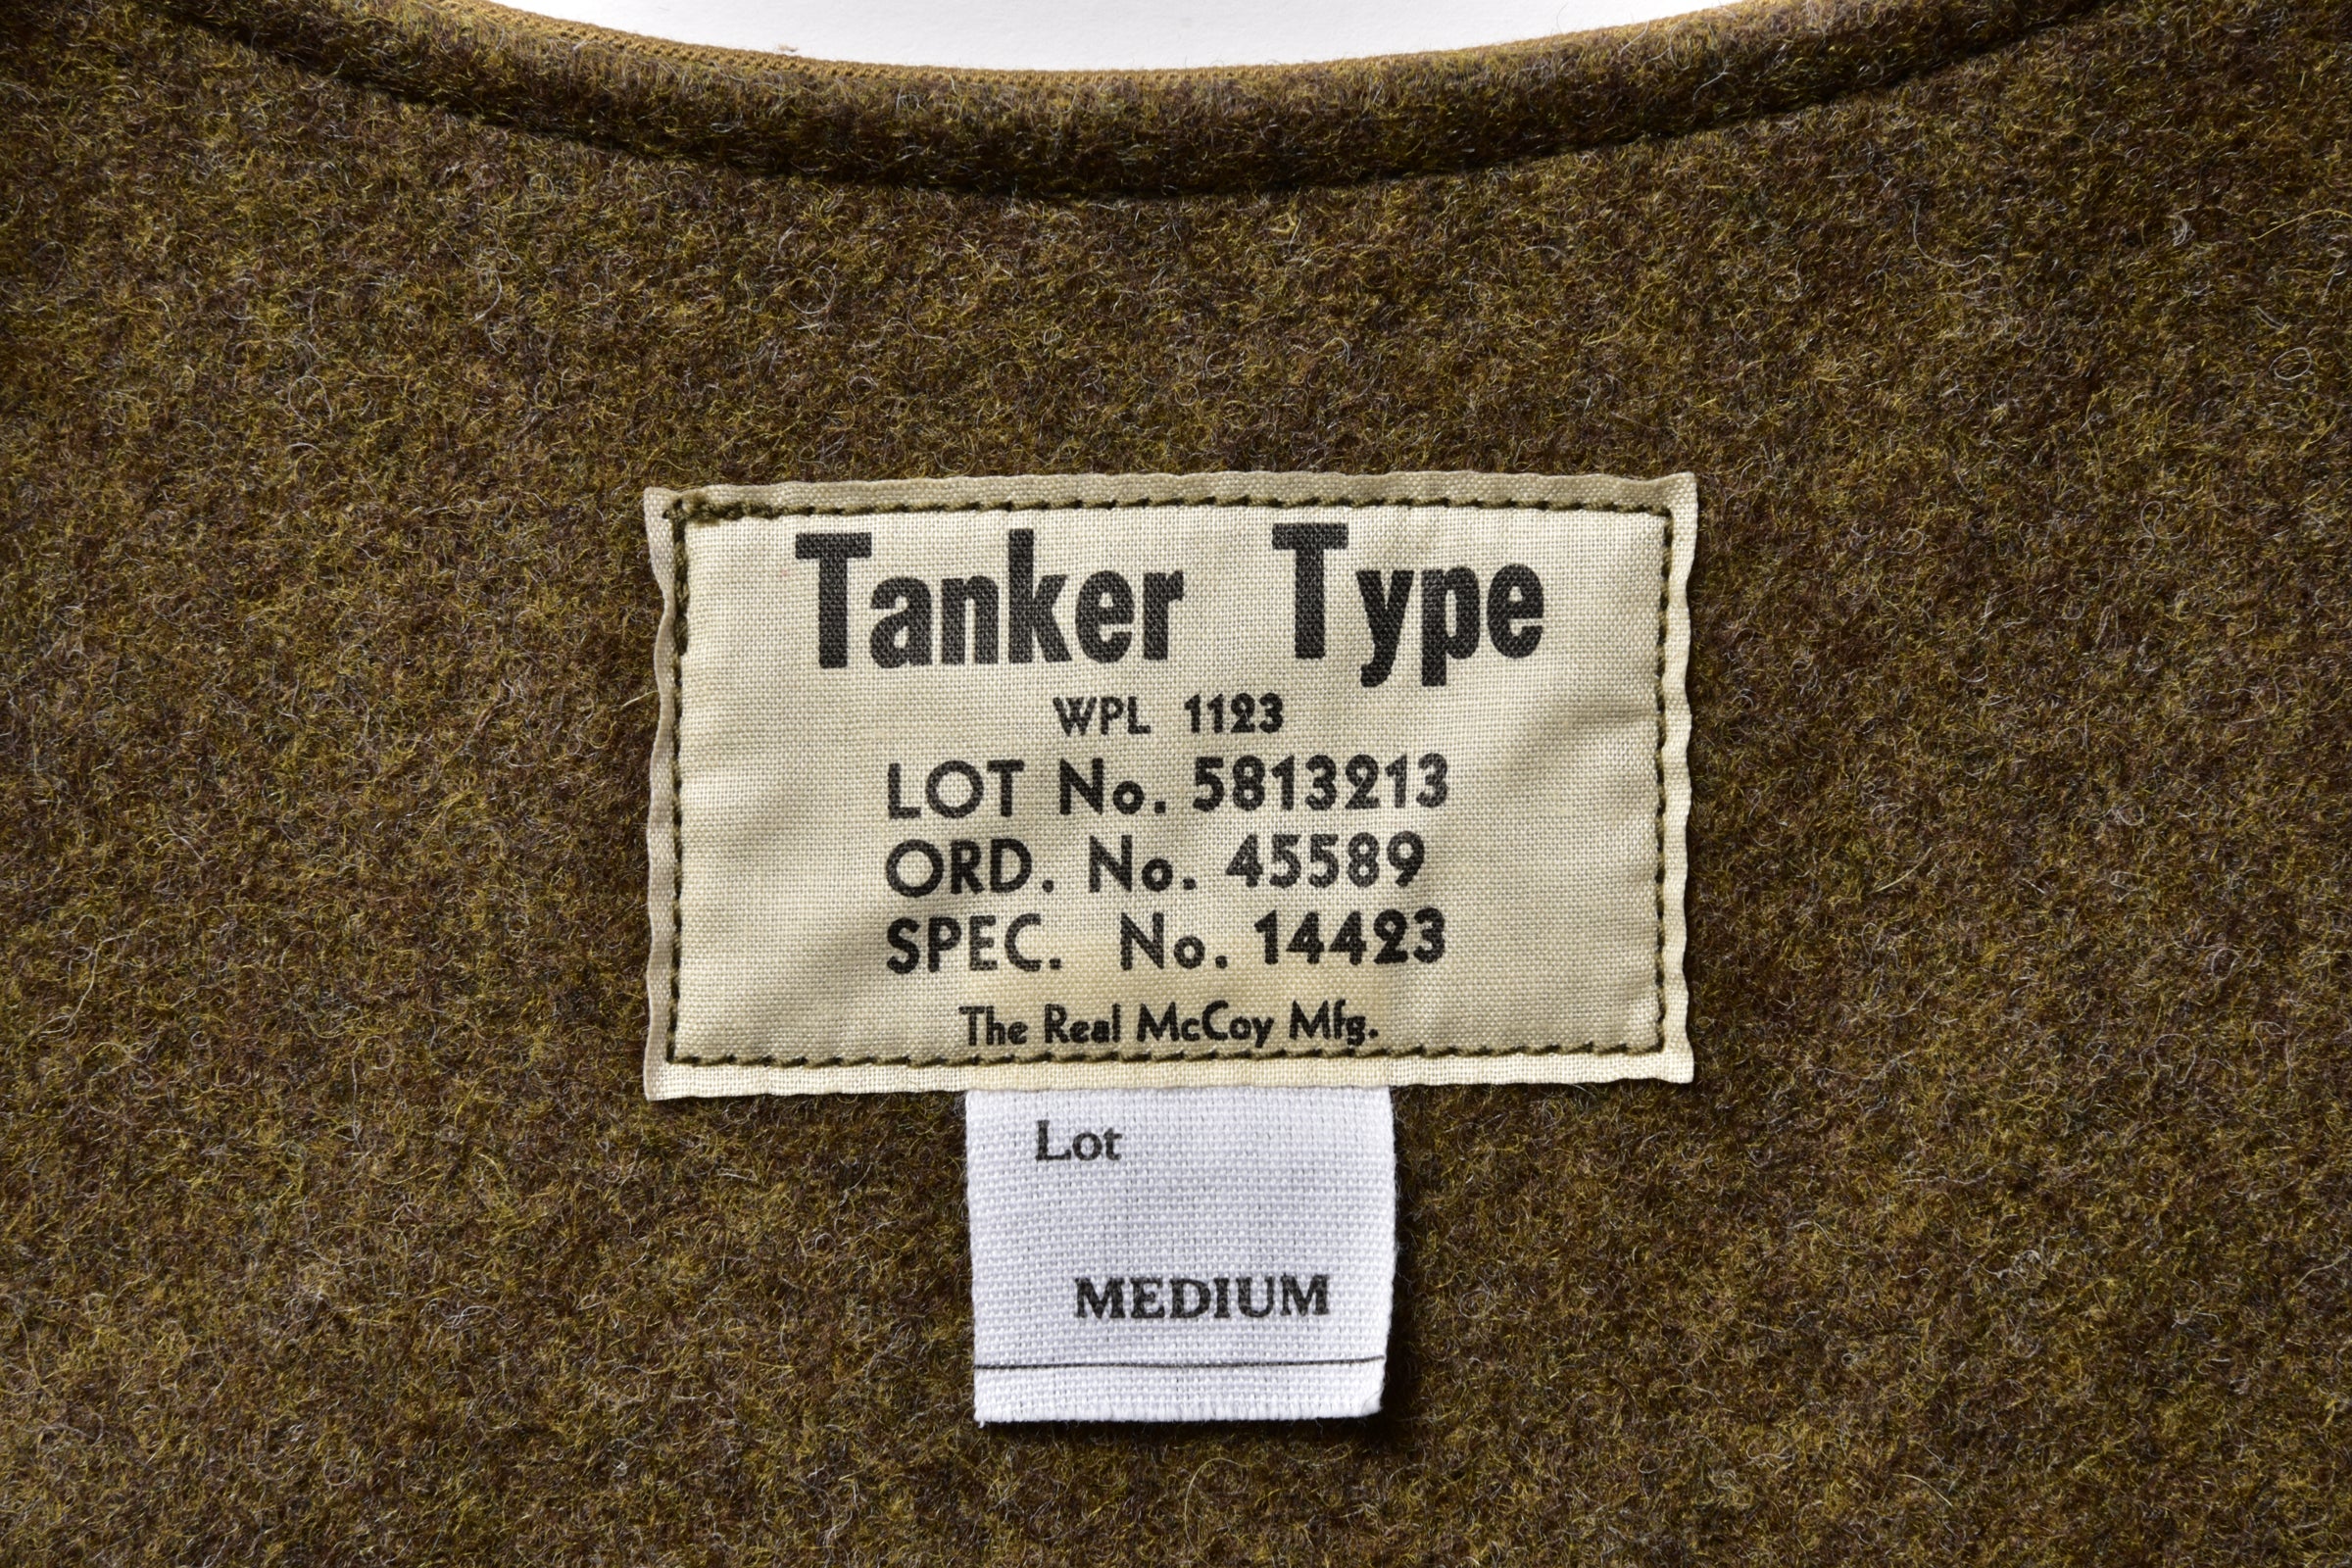 Tanker Type
WPL 1123
LOT No. 5813213
ORD. No. 45589
SPEC. No. 14423
The Real McCoy Mfg.
Lot
MEDIUM